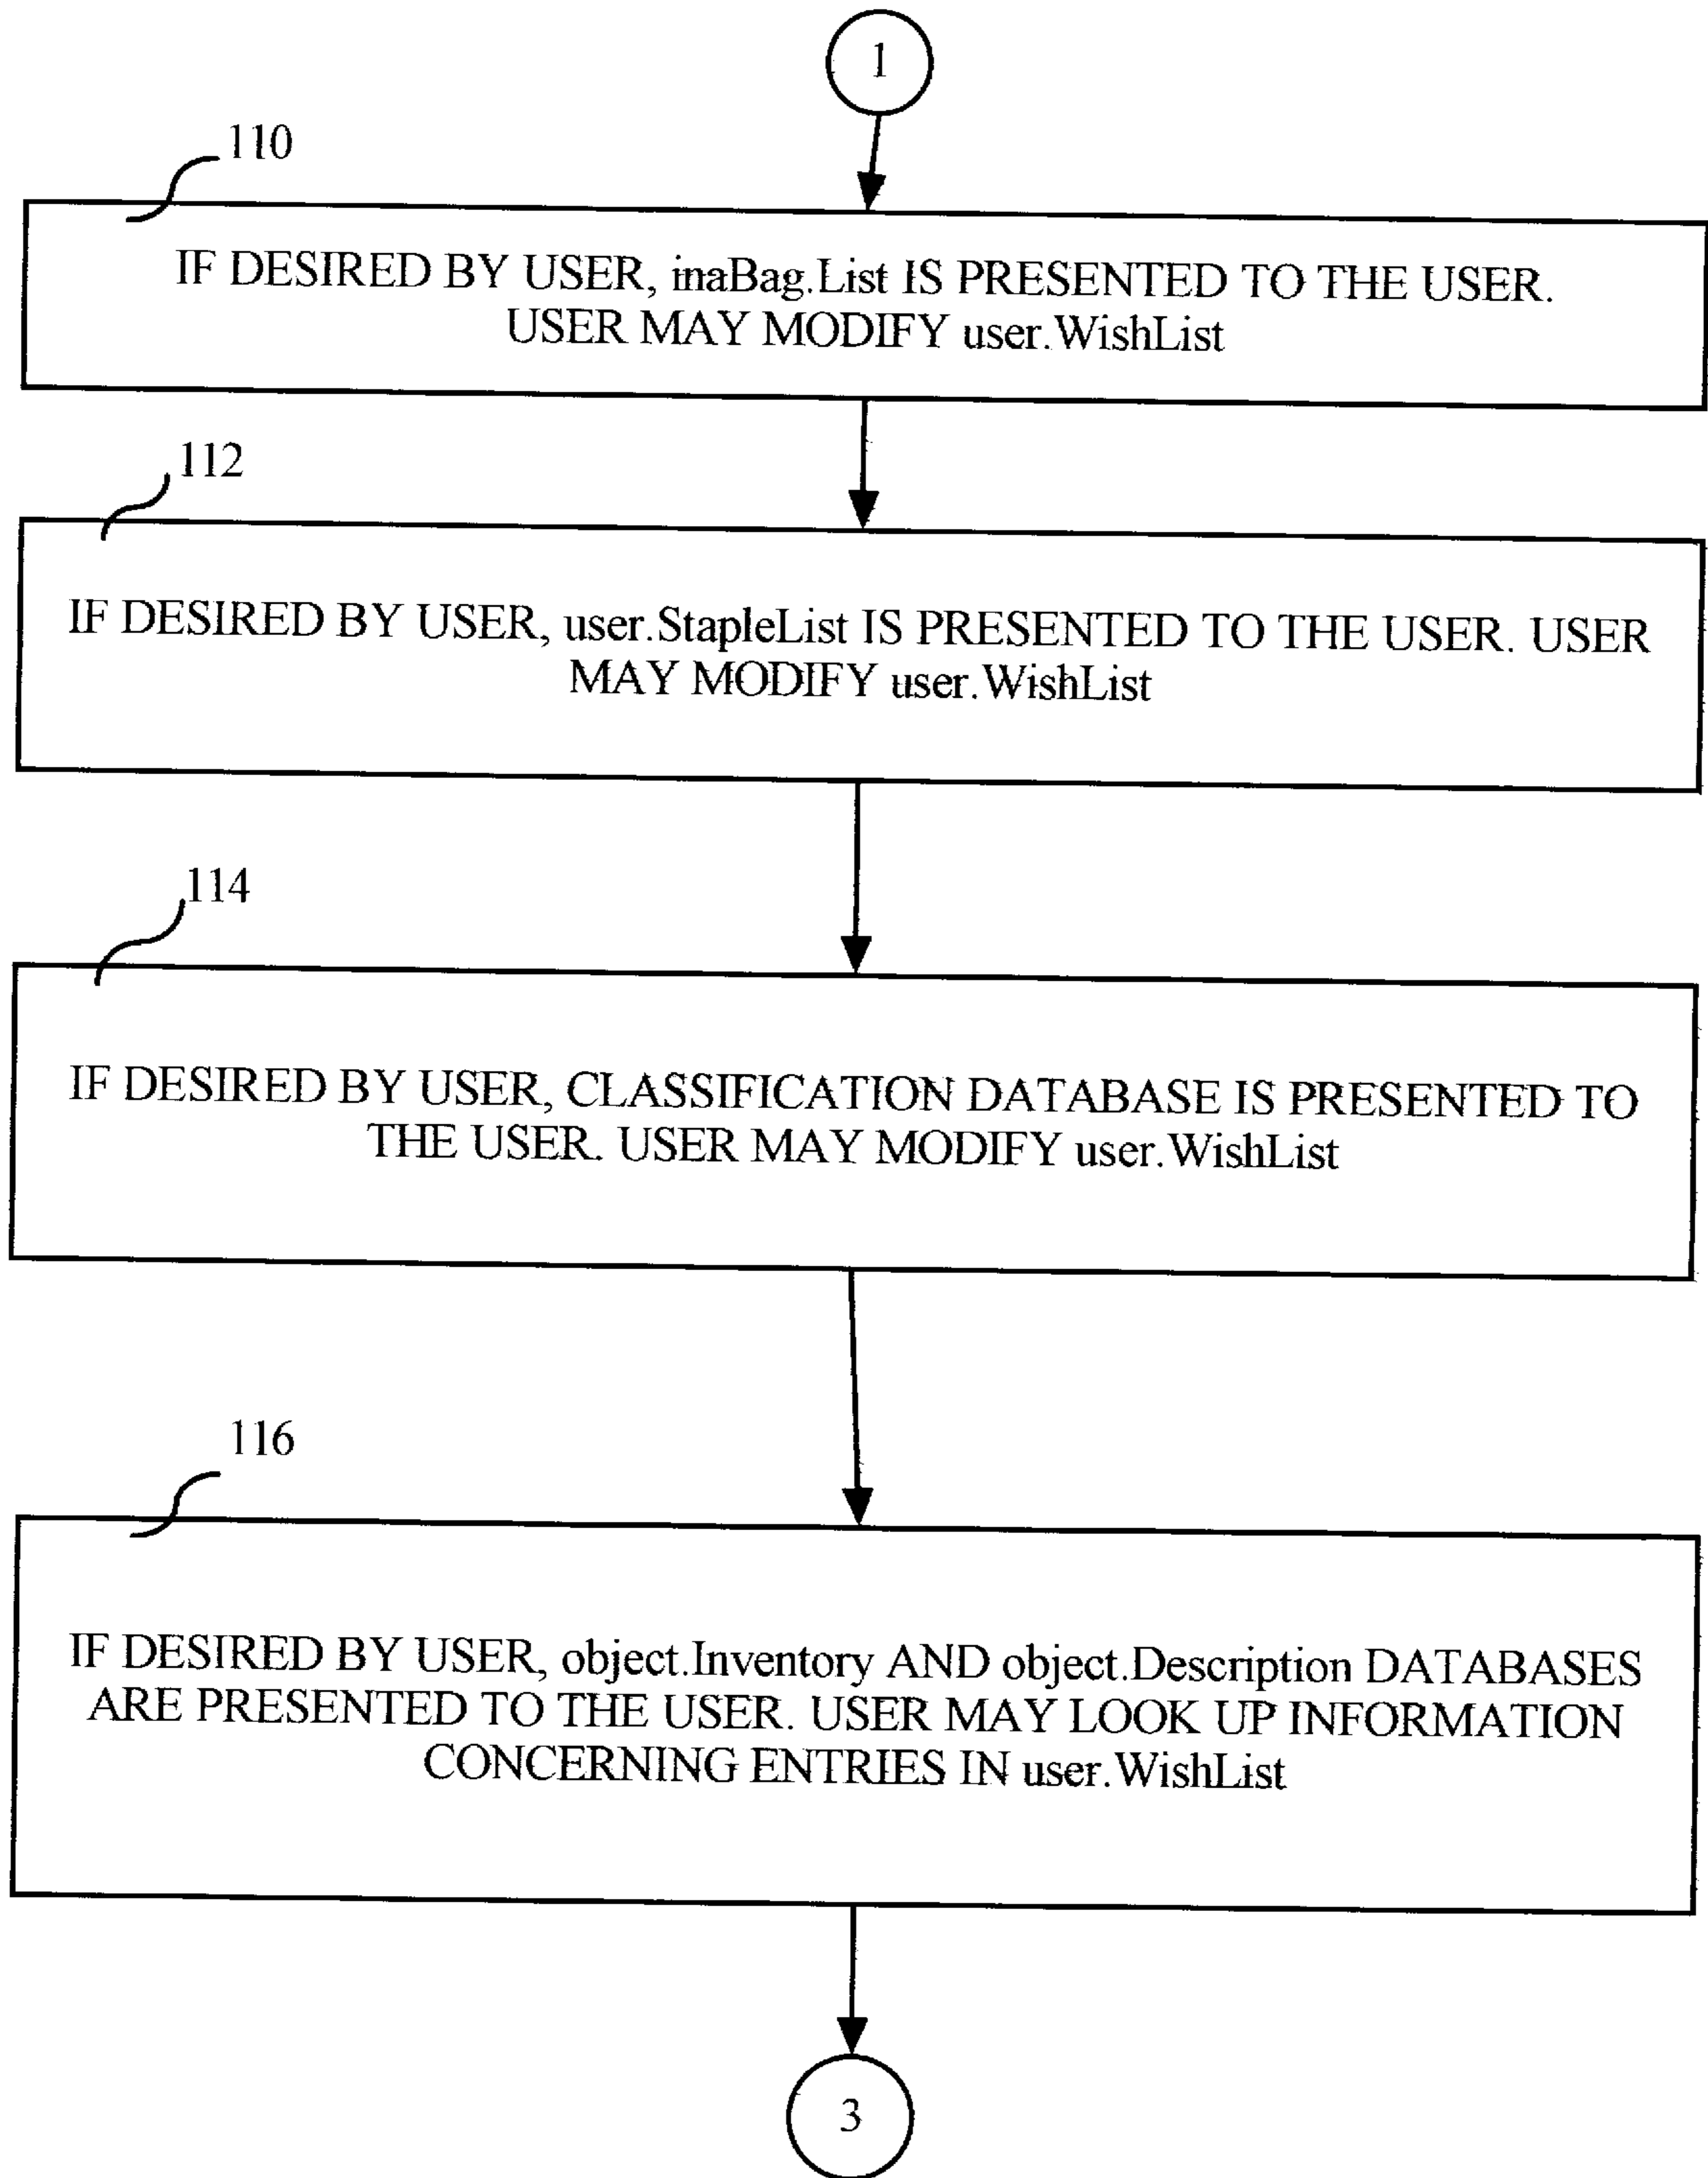 1
110
IF DESIRED BY USER, inaBag.List IS PRESENTED TO THE USER.
USER MAY MODIFY user.WishList
112
IF DESIRED BY USER, user.StapleList IS PRESENTED TO THE USER. USER
MAY MODIFY user.WishList
114
IF DESIRED BY USER, CLASSIFICATION DATABASE IS PRESENTED TO
THE USER. USER MAY MODIFY user.WishList
116
IF DESIRED BY USER, object.Inventory AND object.Description DATABASES
ARE PRESENTED TO THE USER. USER MAY LOOK UP INFORMATION
CONCERNING ENTRIES IN user.WishList
3